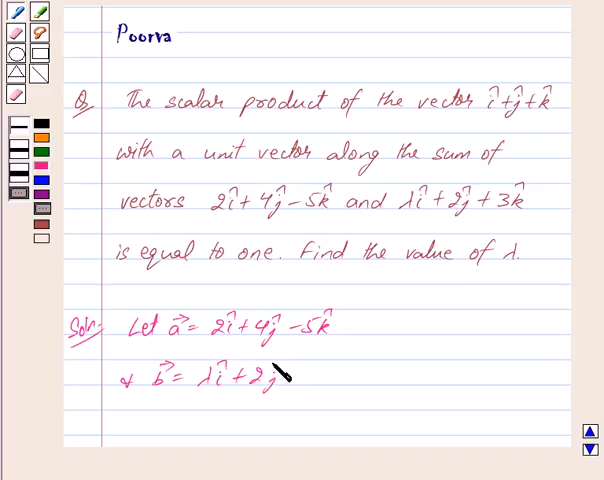 Poorva
Q. The scalar product of the vector î+ĵ+k̂
with a unit vector along the sum of
vectors 2î+4ĵ-5k̂ and λî+2ĵ+3k̂
is equal to one. Find the value of λ.
Soln: Let a⃗ = 2î+4ĵ-5k̂
& b⃗ = λî+2j